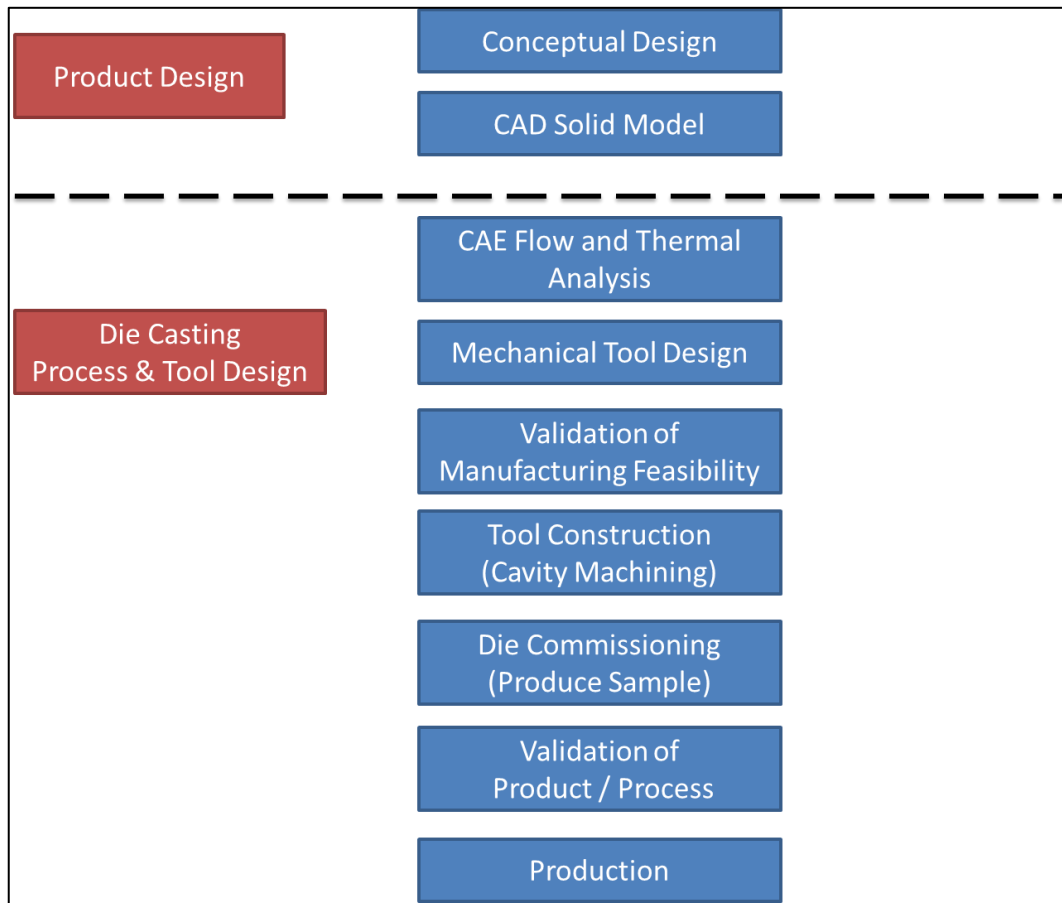 Product Design
Conceptual Design
CAD Solid Model
Die Casting
Process & Tool Design
CAE Flow and Thermal
Analysis
Mechanical Tool Design
Validation of
Manufacturing Feasibility
Tool Construction
(Cavity Machining)
Die Commissioning
(Produce Sample)
Validation of
Product / Process
Production